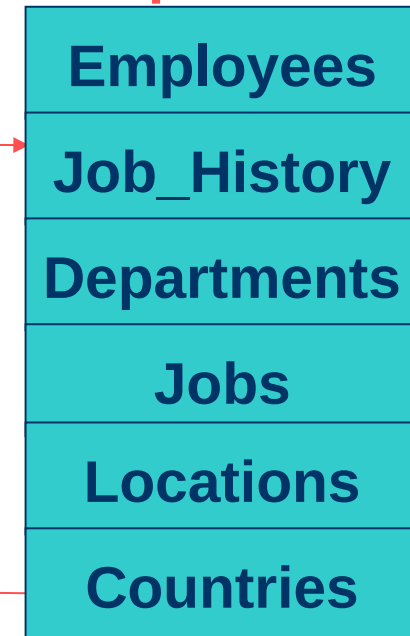 Employees
Job_History
Departments
Jobs
Locations
Countries